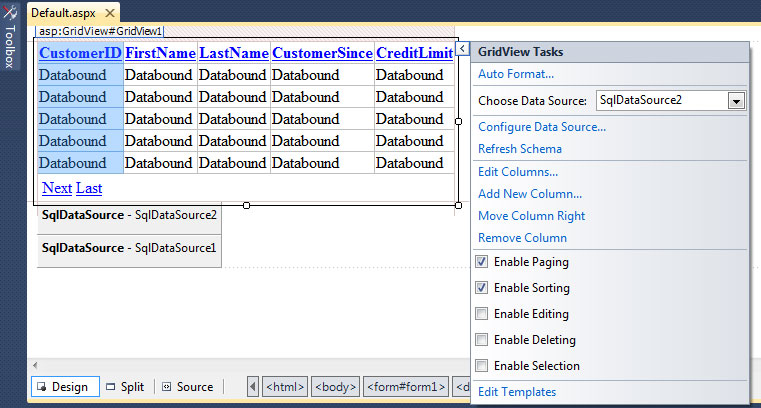 Default.aspx
Toolbox
asp:GridView#GridView1
CustomerID FirstName LastName CustomerSince CreditLimit
Databound Databound Databound Databound Databound
Databound Databound Databound Databound Databound
Databound Databound Databound Databound Databound
Databound Databound Databound Databound Databound
Databound Databound Databound Databound Databound
Next Last
SqlDataSource - SqlDataSource2
SqlDataSource - SqlDataSource1
GridView Tasks
Auto Format...
Choose Data Source: SqlDataSource2
Configure Data Source...
Refresh Schema
Edit Columns...
Add New Column...
Move Column Right
Remove Column
Enable Paging
Enable Sorting
Enable Editing
Enable Deleting
Enable Selection
Edit Templates
Design Split Source <html> <body> <form#form1> <d